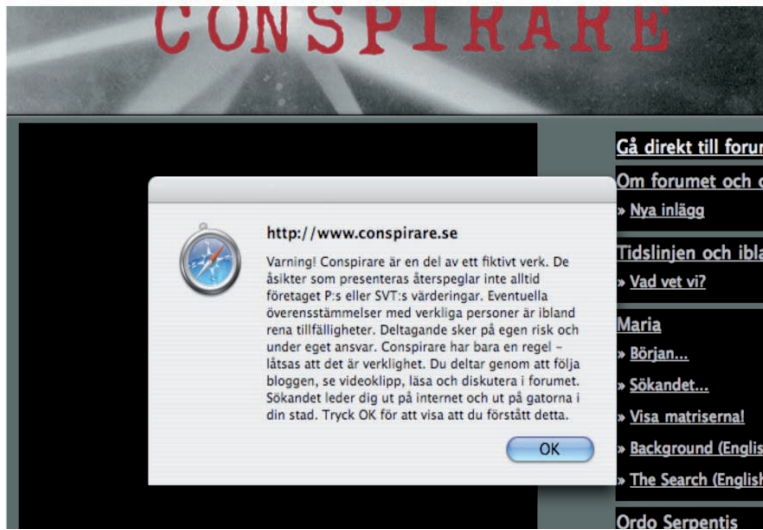 CONSPIRARE
http://www.conspirare.se
Varning! Conspirare är en del av ett fiktivt verk. De
åsikter som presenteras återspeglar inte alltid
företaget P:s eller SVT:s värderingar. Eventuella
överensstämmelser med verkliga personer är ibland
rena tillfälligheter. Deltagande sker på egen risk och
under eget ansvar. Conspirare har bara en regel –
låtsas att det är verklighet. Du deltar genom att följa
bloggen, se videoklipp, läsa och diskutera i forumet.
Sökandet leder dig ut på internet och ut på gatorna i
din stad. Tryck OK för att visa att du förstått detta.
OK
Gå direkt till
Om forumet och
» Nya inlägg
Tidslinjen och
» Vad vet vi?
Maria
» Början...
» Sökandet...
» Visa matriserna!
» Background
» The Search
Ordo Serpentis